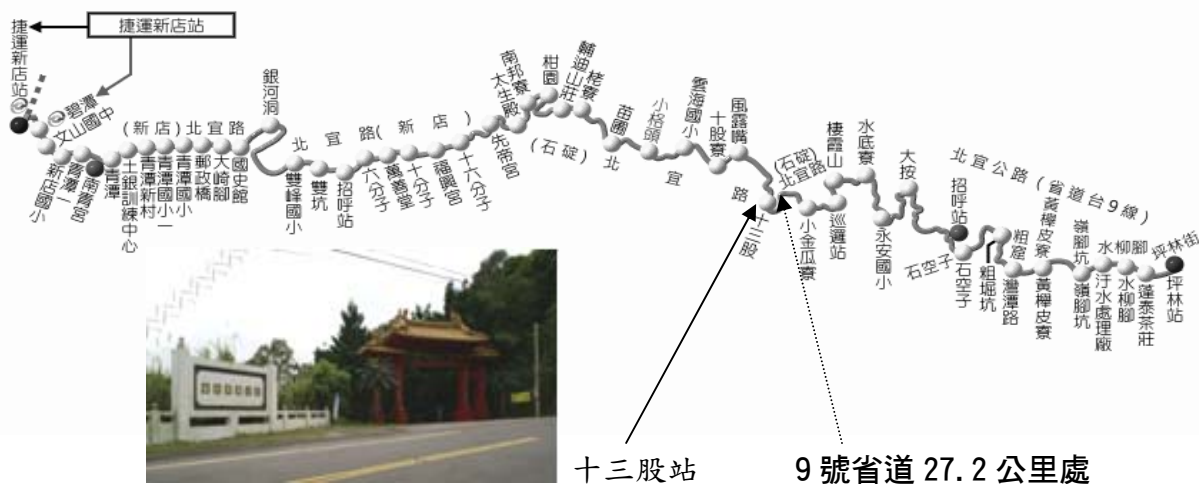 捷運新店站
捷運新店站
碧潭
文山國中
新店國小
青潭一
南青宮
青潭
(新店)北宜路
土銀訓練中心
青潭新村
青潭國小一
青潭國小
郵政橋
大崎腳
國史館
銀河洞
北宜路(新店)
雙峰國小
雙坑
招呼站
六分子
萬善堂
十分子
福興宮
十六分子
先帝宮
太生殿
南邦寮
柑園
輔迪山莊
栳寮
(石碇)北宜路
苗圃
小格頭
雲海國小
十股寮
風露嘴
十三股
(石碇)
北宜路
小金瓜寮
巡邏站
棲霞山
水底寮
永安國小
大按
北宜公路(省道台9線)
招呼站
石空子
石空子
粗堀坑
粗窟
灣潭路
黃櫸皮寮
黃櫸皮寮
嶺腳坑
嶺腳坑
汙水處理廠
水柳腳
水柳腳
蓬泰茶莊
坪林街
坪林站
十三股站
9 號省道 27.2 公里處